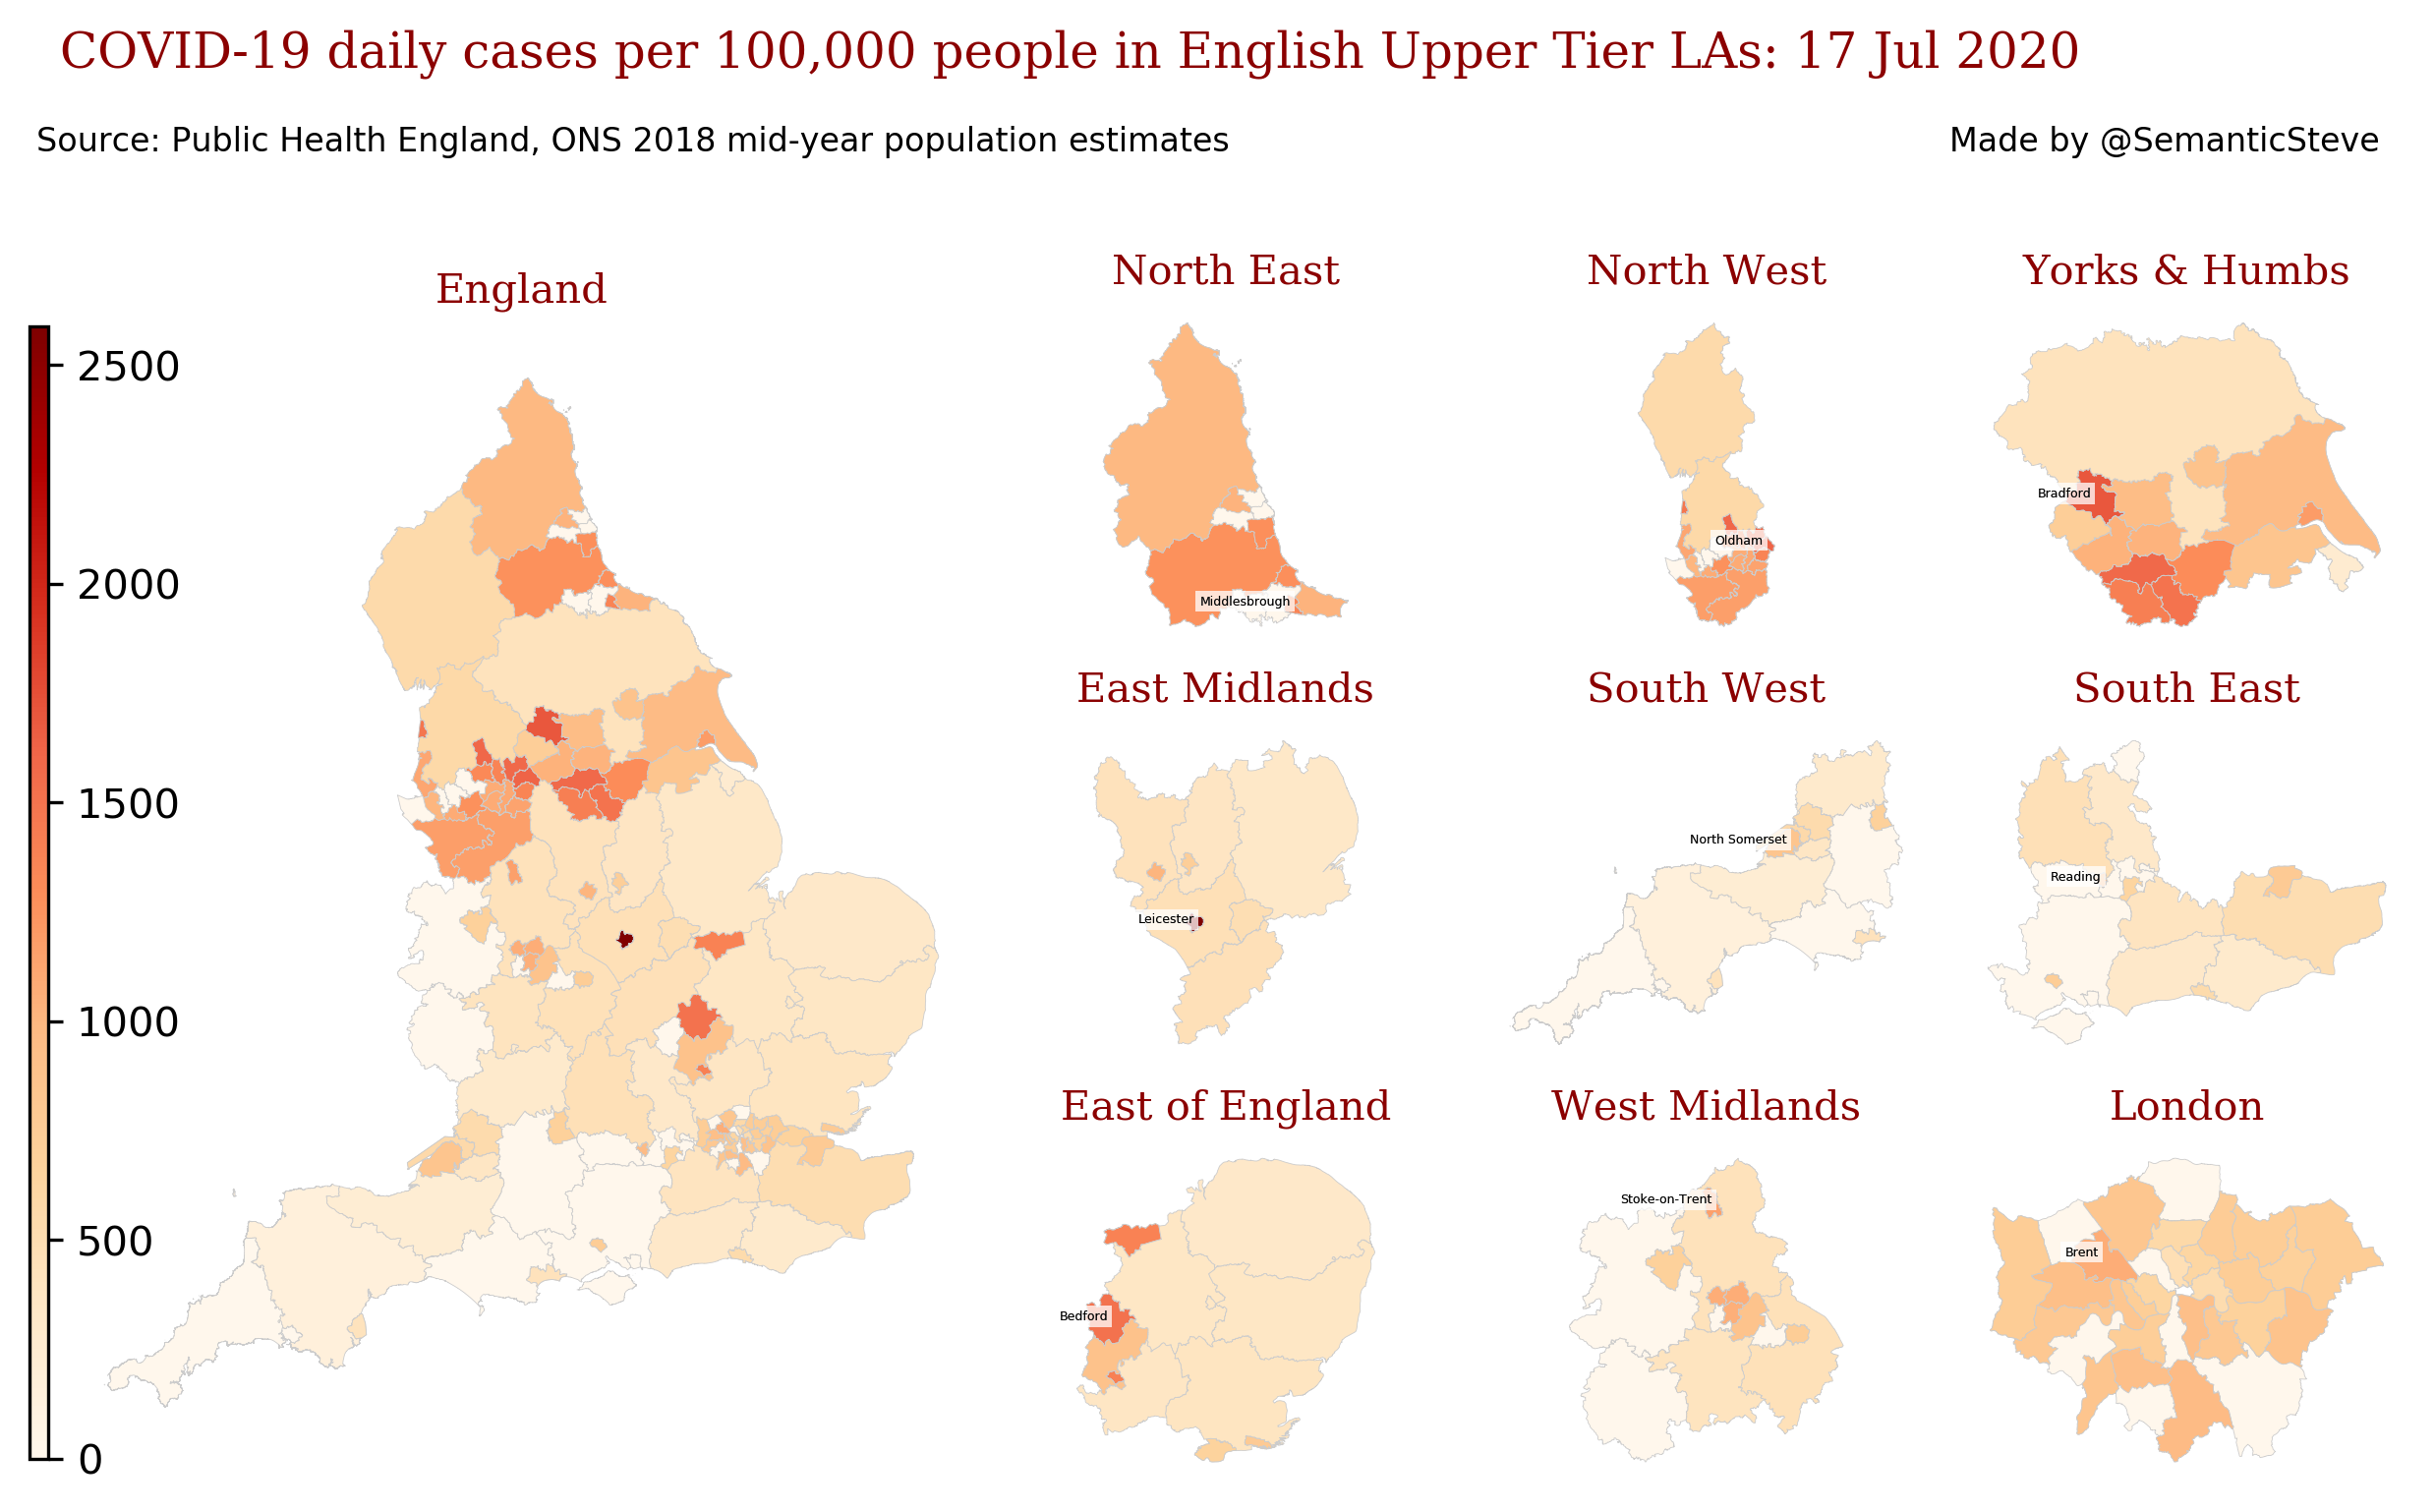 COVID-19 daily cases per 100,000 people in English Upper Tier LAs: 17 Jul 2020
Source: Public Health England, ONS 2018 mid-year population estimates
Made by @SemanticSteve
England
2500
2000
1500
1000
500
0
North East
Middlesbrough
North West
Oldham
Yorks & Humbs
Bradford
East Midlands
Leicester
South West
North Somerset
South East
Reading
East of England
Bedford
West Midlands
Stoke-on-Trent
London
Brent